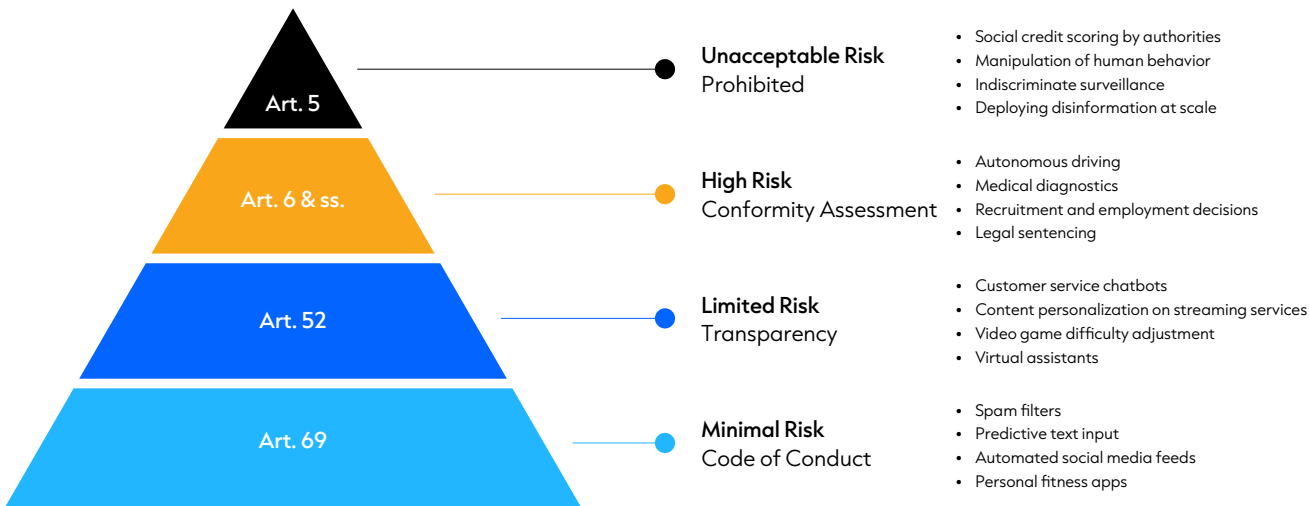 Art. 5
Unacceptable Risk
Prohibited
• Social credit scoring by authorities
• Manipulation of human behavior
• Indiscriminate surveillance
• Deploying disinformation at scale
Art. 6 & ss.
High Risk
Conformity Assessment
• Autonomous driving
• Medical diagnostics
• Recruitment and employment decisions
• Legal sentencing
Art. 52
Limited Risk
Transparency
• Customer service chatbots
• Content personalization on streaming services
• Video game difficulty adjustment
• Virtual assistants
Art. 69
Minimal Risk
Code of Conduct
• Spam filters
• Predictive text input
• Automated social media feeds
• Personal fitness apps